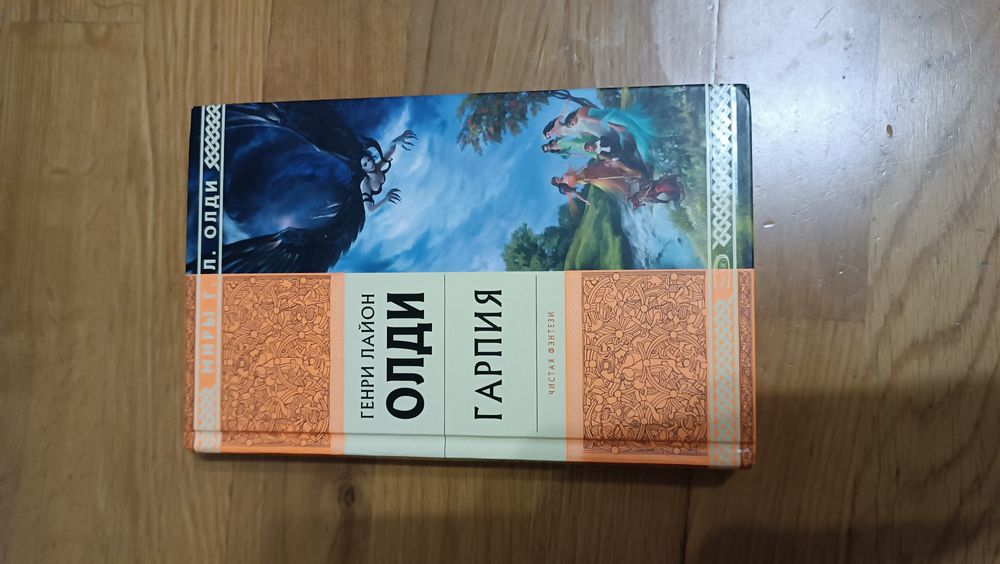 МИРЫ Г. Л. ОЛДИ
ГЕНРИ ЛАЙОН
ОЛДИ
ГАРПИЯ
ЧИСТАЯ ФЭНТЕЗИ